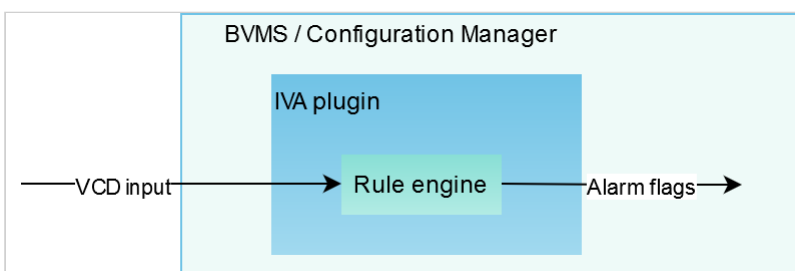 BVMS / Configuration Manager
IVA plugin
VCD input
Rule engine
Alarm flags